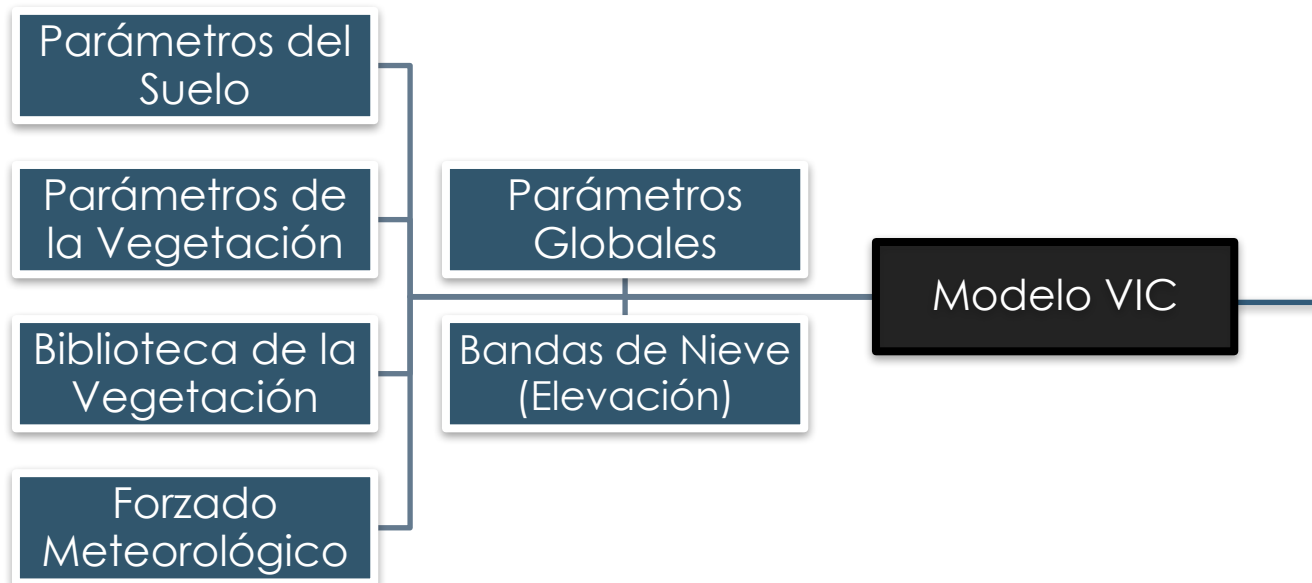 Parámetros del
Suelo
Parámetros de
la Vegetación
Biblioteca de la
Vegetación
Forzado
Meteorológico
Parámetros
Globales
Bandas de Nieve
(Elevación)
Modelo VIC